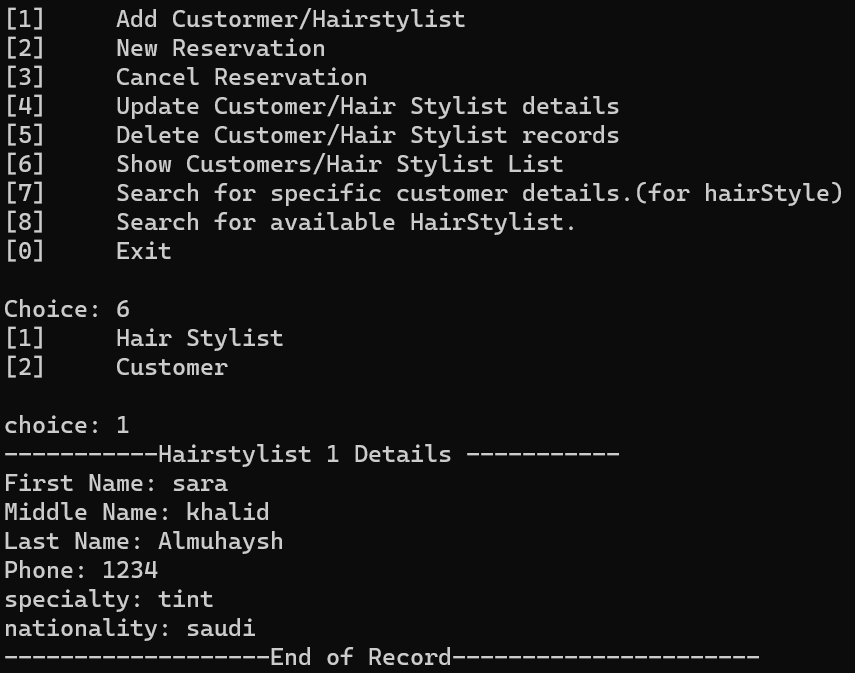 [1] Add Custormer/Hairstylist
[2] New Reservation
[3] Cancel Reservation
[4] Update Customer/Hair Stylist details
[5] Delete Customer/Hair Stylist records
[6] Show Customers/Hair Stylist List
[7] Search for specific customer details.(for hairStyle)
[8] Search for available HairStylist.
[0] Exit
Choice: 6
[1] Hair Stylist
[2] Customer
choice: 1
-----------Hairstylist 1 Details -----------
First Name: sara
Middle Name: khalid
Last Name: Almuhaysh
Phone: 1234
specialty: tint
nationality: saudi
-------------------End of Record----------------------